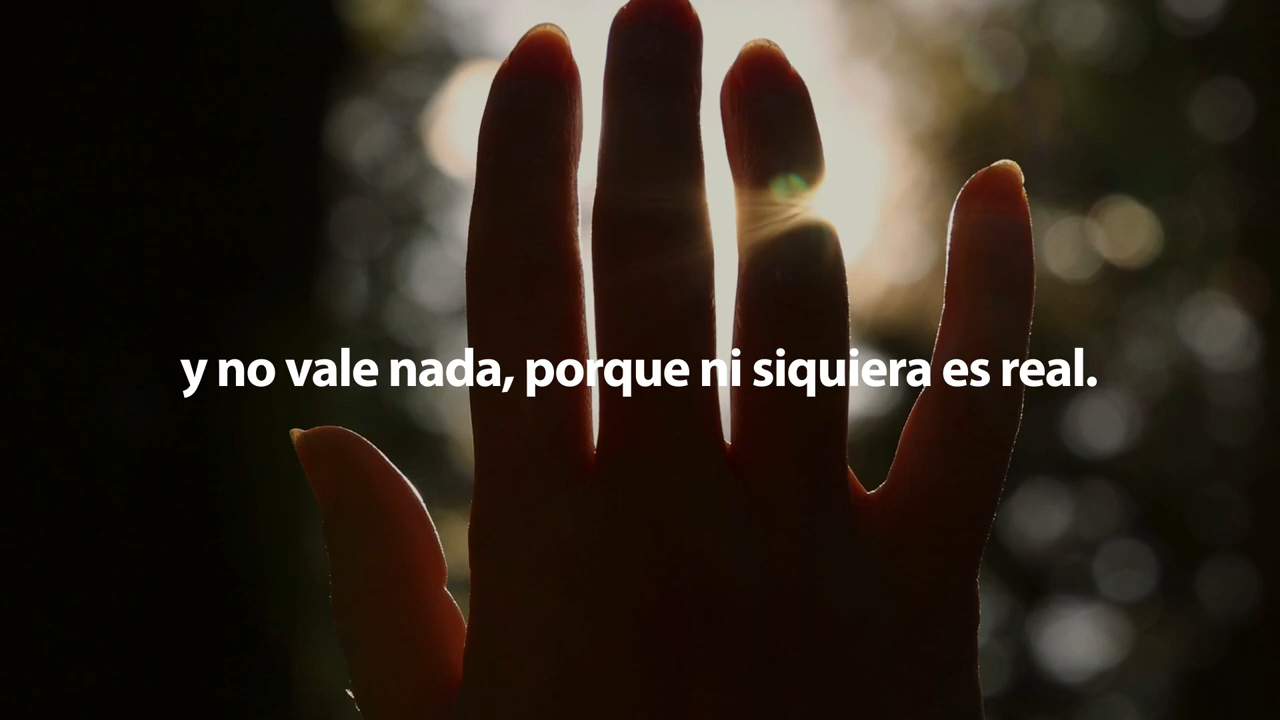 y no vale nada, porque ni siquiera es real.